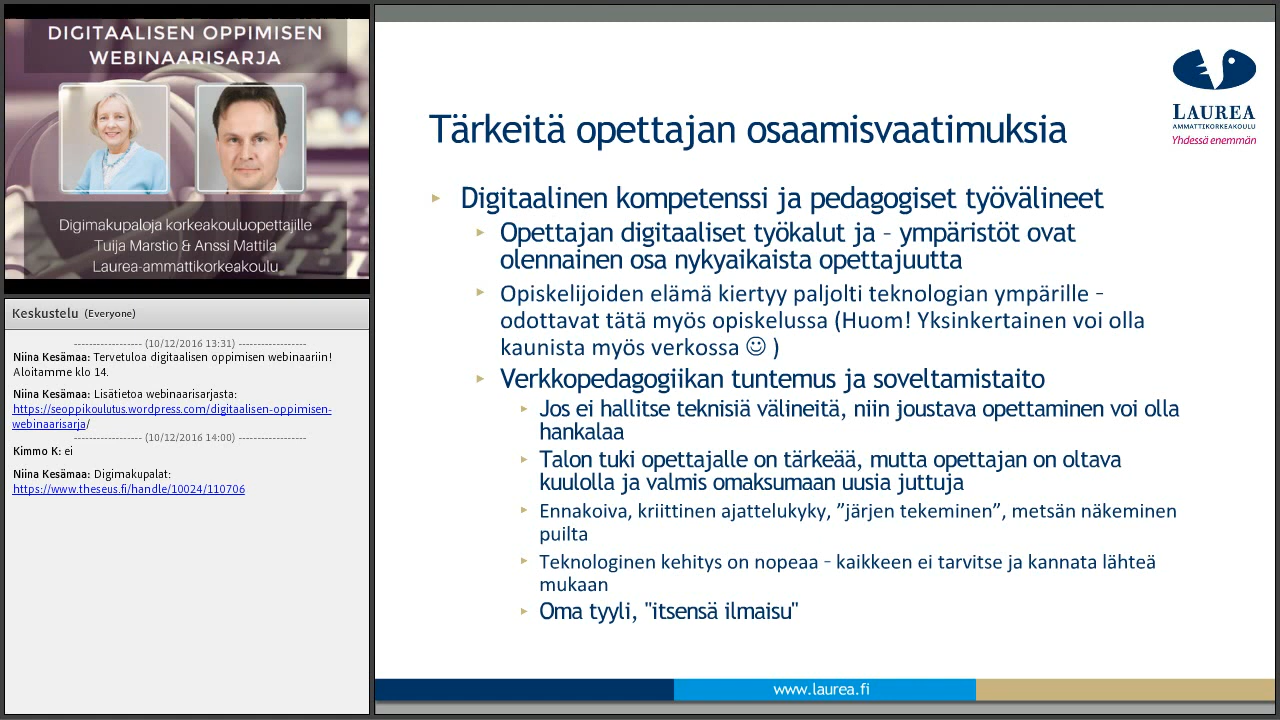 DIGITAALISEN OPPIMISEN
WEBINAARISARJA
Digimakupaloja korkeakouluopettajille
Tuija Marstio & Anssi Mattila
Laurea-ammattikorkeakoulu
Keskustelu (Everyone)
------------------ (10/12/2016 13:31) ------------------
Niina Kesämaa: Tervetuloa digitaalisen oppimisen webinaariin!
Aloitamme klo 14.
Niina Kesämaa: Lisätietoa webinaarisarjasta:
https://seoppikoulutus.wordpress.com/digitaalisen-oppimisen-
webinaarisarja/
------------------ (10/12/2016 14:00) ------------------
Kimmo K: ei
Niina Kesämaa: Digimakupalat:
https://www.theseus.fi/handle/10024/110706
LAUREA
AMMATTIKORKEAKOULU
Yhdessä enemmän
Tärkeitä opettajan osaamisvaatimuksia
Digitaalinen kompetenssi ja pedagogiset työvälineet
Opettajan digitaaliset työkalut ja – ympäristöt ovat
olennainen osa nykyaikaista opettajuutta
Opiskelijoiden elämä kiertyy paljolti teknologian ympärille –
odottavat tätä myös opiskelussa (Huom! Yksinkertainen voi olla
kaunista myös verkossa ☺ )
Verkkopedagogiikan tuntemus ja soveltamistaito
Jos ei hallitse teknisiä välineitä, niin joustava opettaminen voi olla
hankalaa
Talon tuki opettajalle on tärkeää, mutta opettajan on oltava
kuulolla ja valmis omaksumaan uusia juttuja
Ennakoiva, kriittinen ajattelukyky, ”järjen tekeminen”, metsän näkeminen
puilta
Teknologinen kehitys on nopeaa – kaikkeen ei tarvitse ja kannata lähteä
mukaan
Oma tyyli, "itsensä ilmaisu"
www.laurea.fi